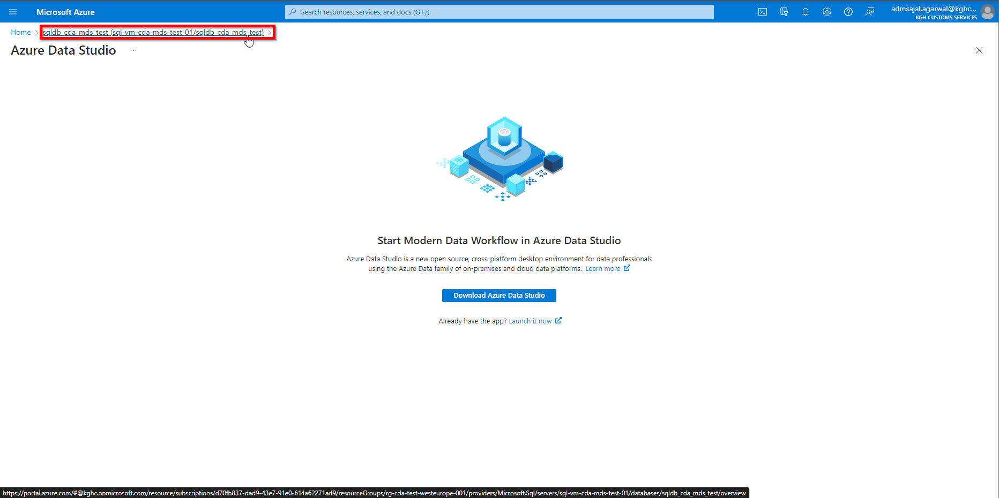 Microsoft Azure
Search resources, services, and docs (G+/)
admsajal.agarwal@kghc...
KGH CUSTOMS SERVICES
Home > sqldb_cda_mds_test (sql-vm-cda-mds-test-01/sqldb_cda_mds_test) >
Azure Data Studio ...
Start Modern Data Workflow in Azure Data Studio
Azure Data Studio is a new open source, cross-platform desktop environment for data professionals
using the Azure Data family of on-premises and cloud data platforms. Learn more
Download Azure Data Studio
Already have the app? Launch it now
https://portal.azure.com/#@kghc.onmicrosoft.com/resource/subscriptions/d70fb837-dad9-43e7-91e0-614a62271ad9/resourceGroups/rg-cda-test-westeurope-001/providers/Microsoft.Sql/servers/sql-vm-cda-mds-test-01/databases/sqldb_cda_mds_test/overview